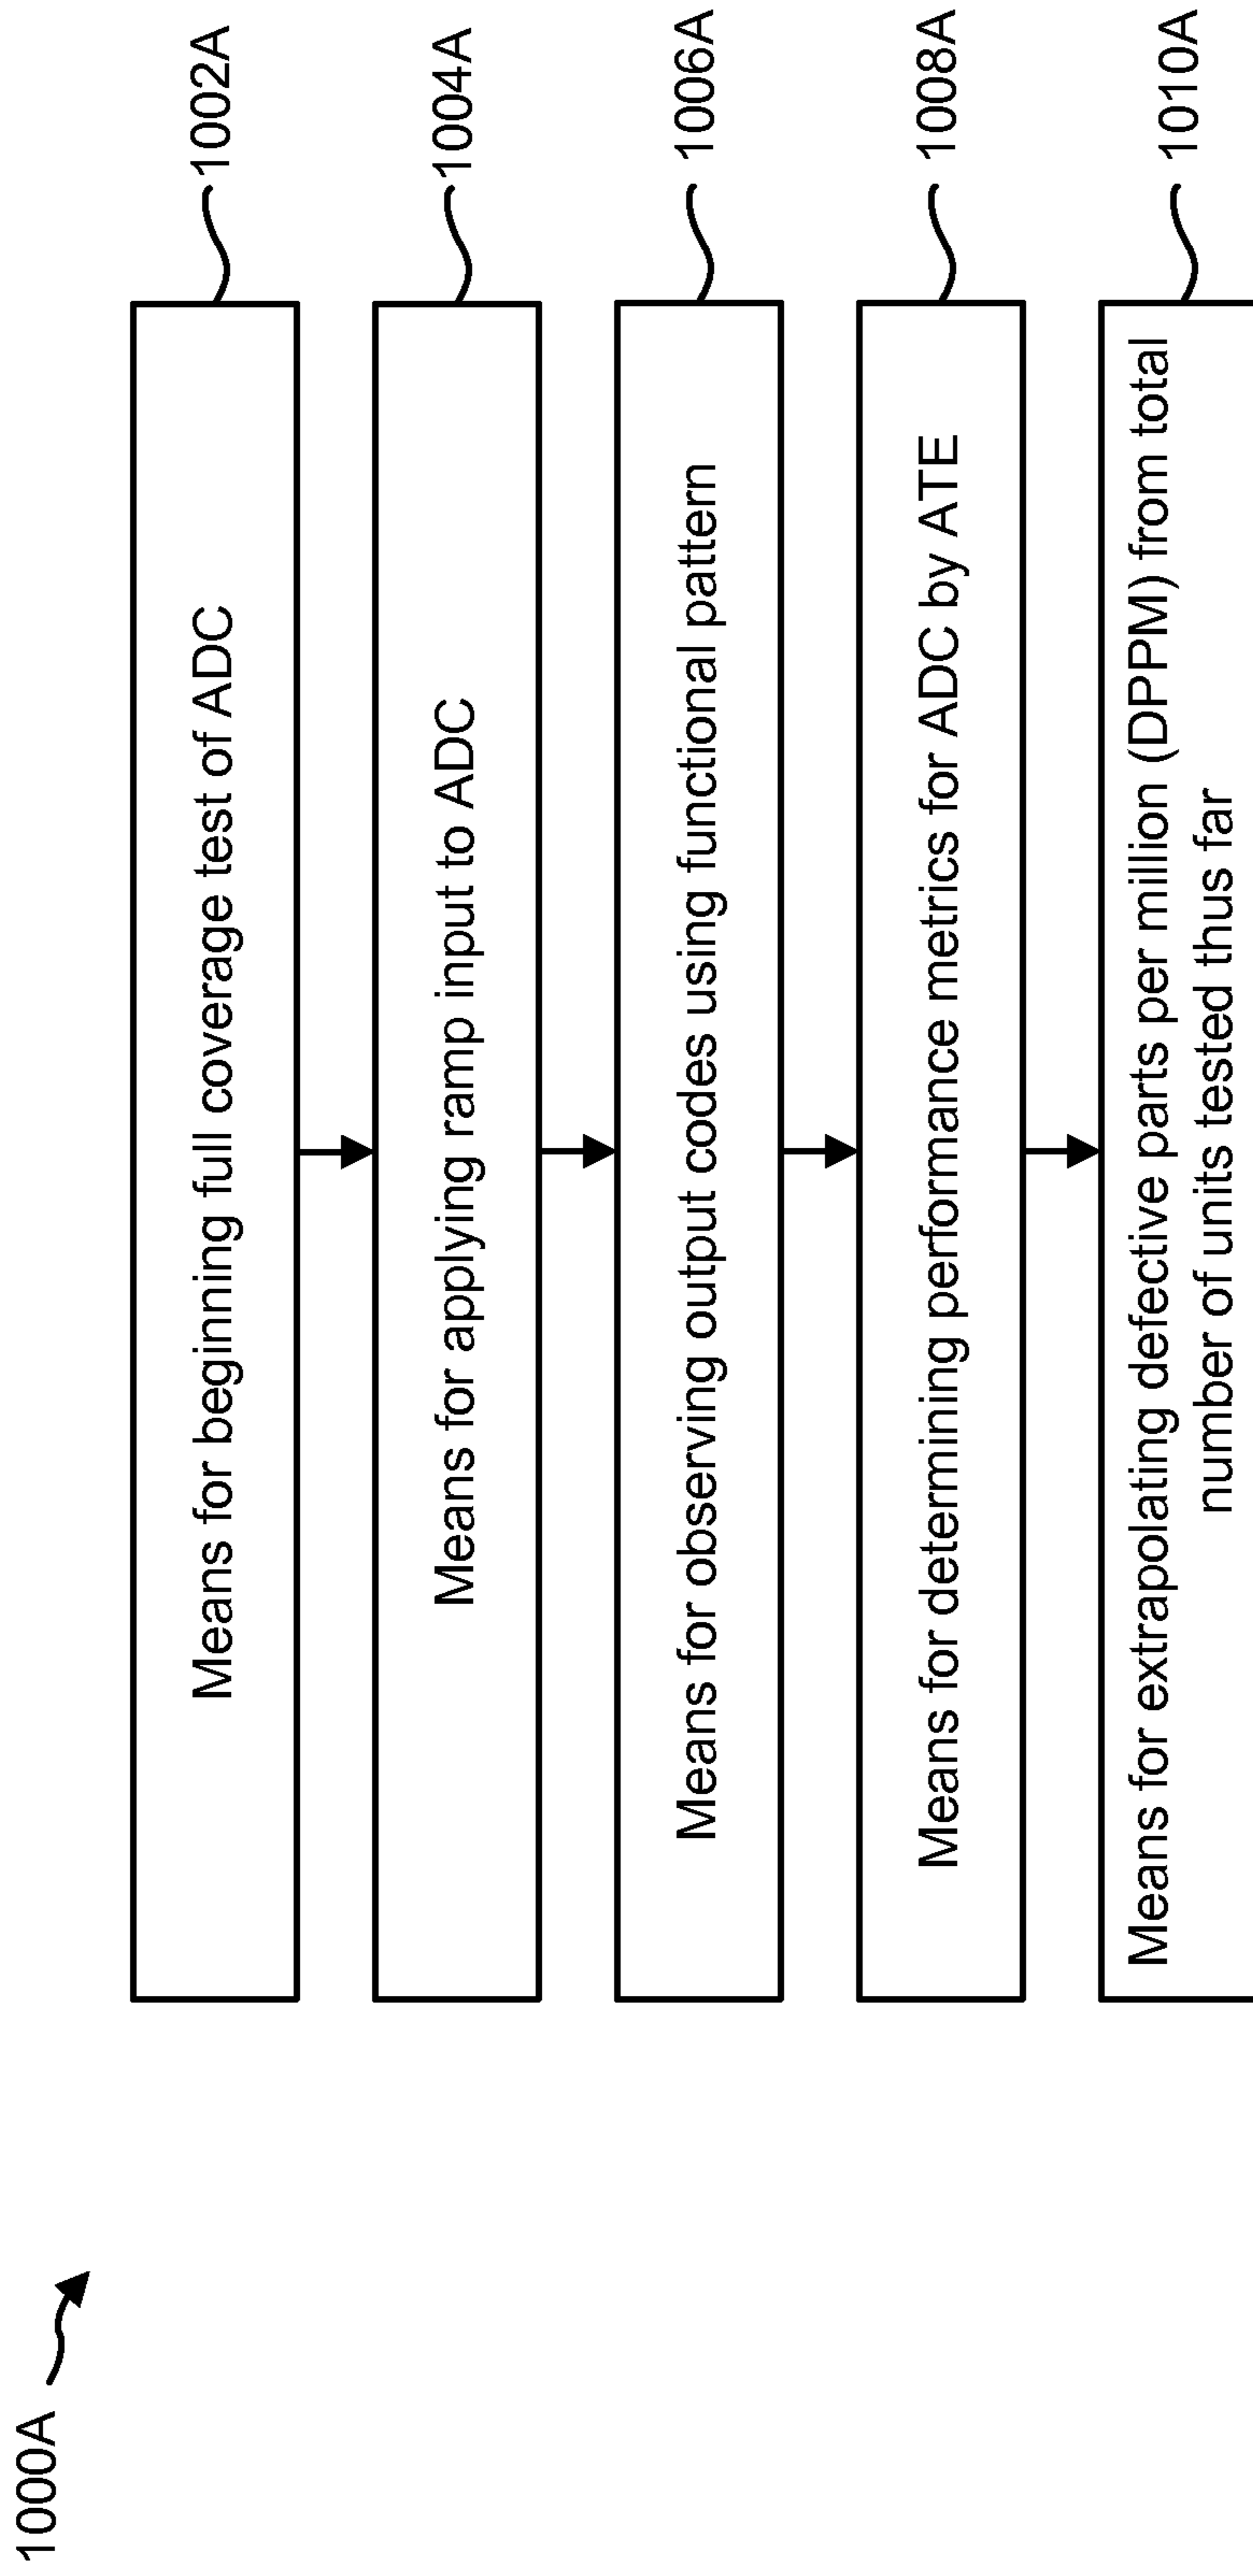 1000A
Means for beginning full coverage test of ADC
1002A
Means for applying ramp input to ADC
1004A
Means for observing output codes using functional pattern
1006A
Means for determining performance metrics for ADC by ATE
1008A
Means for extrapolating defective parts per million (DPPM) from total
number of units tested thus far
1010A